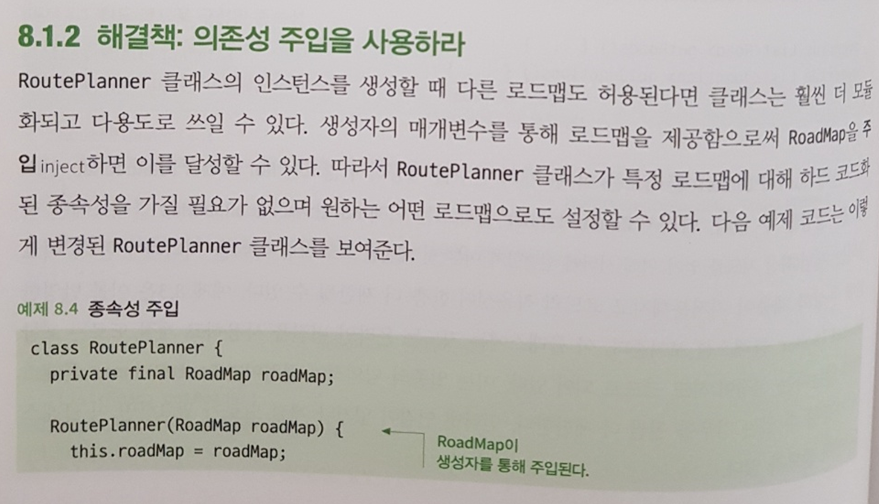 8.1.2 해결책: 의존성 주입을 사용하라
RoutePlanner 클래스의 인스턴스를 생성할 때 다른 로드맵도 허용된다면 클래스는 훨씬 더 모듈
화되고 다용도로 쓰일 수 있다. 생성자의 매개변수를 통해 로드맵을 제공함으로써 RoadMap을 주
입inject하면 이를 달성할 수 있다. 따라서 RoutePlanner 클래스가 특정 로드맵에 대해 하드 코드화
된 종속성을 가질 필요가 없으며 원하는 어떤 로드맵으로도 설정할 수 있다. 다음 예제 코드는 이렇
게 변경된 RoutePlanner 클래스를 보여준다.
예제 8.4 종속성 주입
class RoutePlanner {
private final RoadMap roadMap;
RoutePlanner(RoadMap roadMap) {
this.roadMap = roadMap;
RoadMap이
생성자를 통해 주입된다.